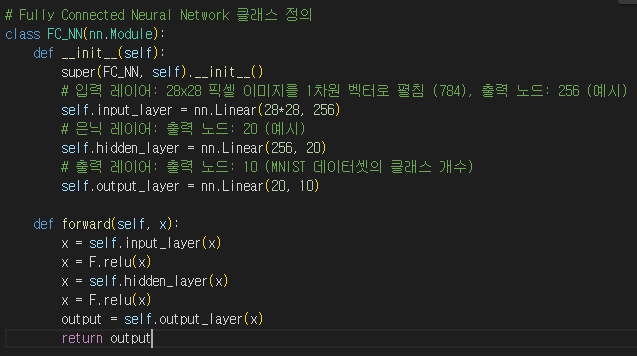 # Fully Connected Neural Network 클래스 정의
class FC_NN(nn.Module):
    def __init__(self):
        super(FC_NN, self).__init__()
        # 입력 레이어: 28x28 픽셀 이미지를 1차원 벡터로 펼침 (784), 출력 노드: 256 (예시)
        self.input_layer = nn.Linear(28*28, 256)
        # 은닉 레이어: 출력 노드: 20 (예시)
        self.hidden_layer = nn.Linear(256, 20)
        # 출력 레이어: 출력 노드: 10 (MNIST 데이터셋의 클래스 개수)
        self.output_layer = nn.Linear(20, 10)

    def forward(self, x):
        x = self.input_layer(x)
        x = F.relu(x)
        x = self.hidden_layer(x)
        x = F.relu(x)
        output = self.output_layer(x)
        return output